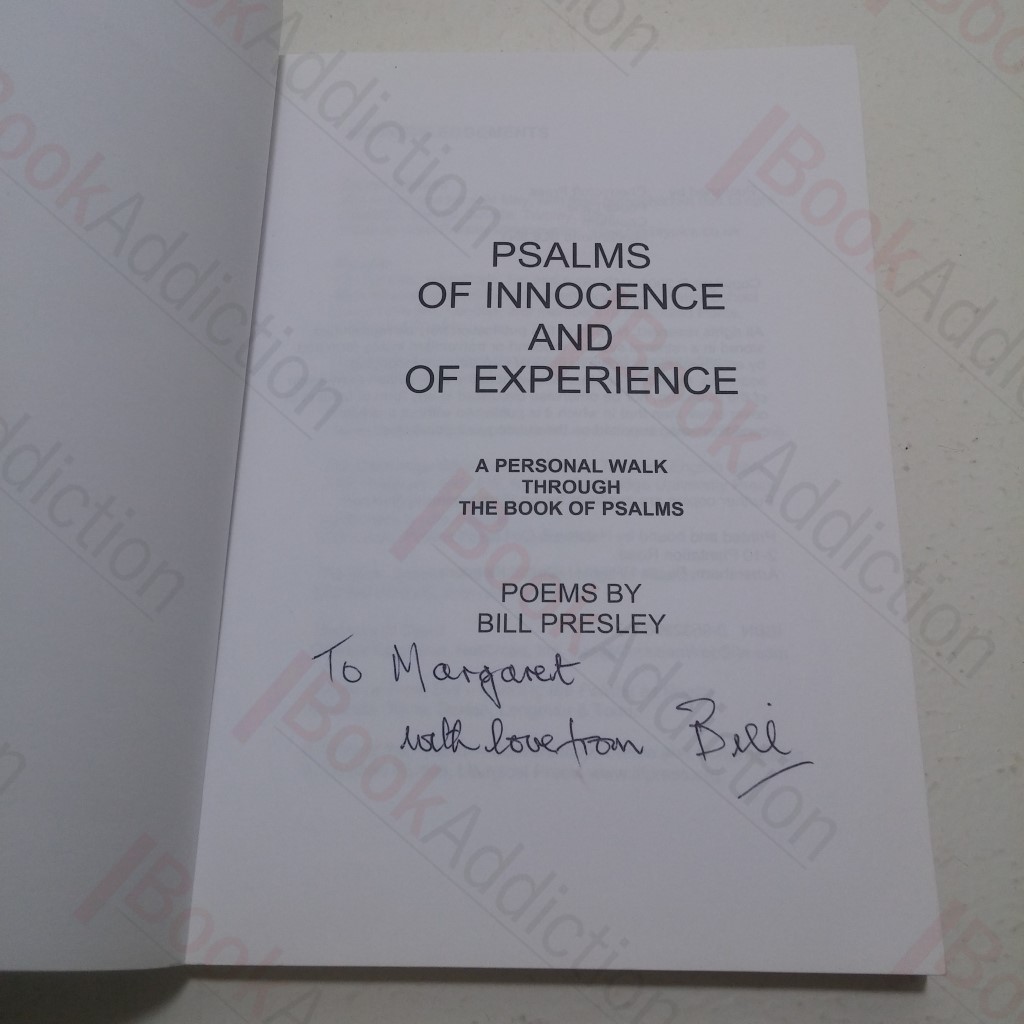 PSALMS
OF INNOCENCE
AND
OF EXPERIENCE
A PERSONAL WALK
THROUGH
THE BOOK OF PSALMS
POEMS BY
BILL PRESLEY
To Margaret
with love from Bill
BookAddiction